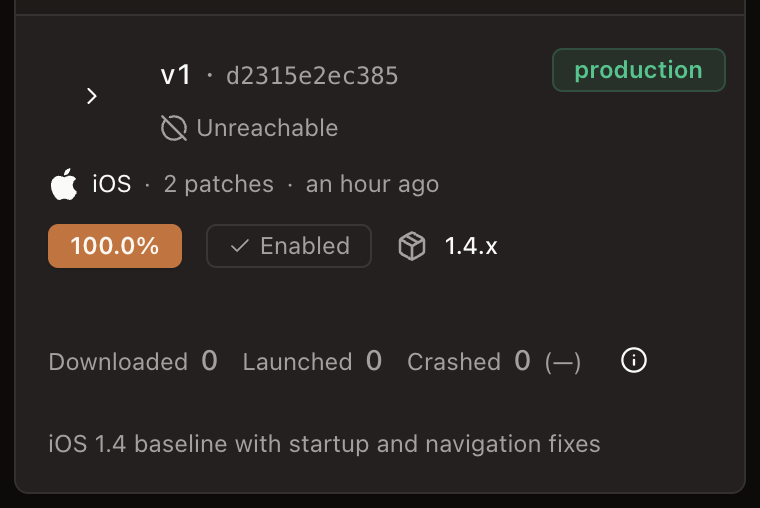 v1 · d2315e2ec385
production
Unreachable
iOS · 2 patches · an hour ago
100.0% Enabled 1.4.x
Downloaded 0 Launched 0 Crashed 0 (—)
iOS 1.4 baseline with startup and navigation fixes